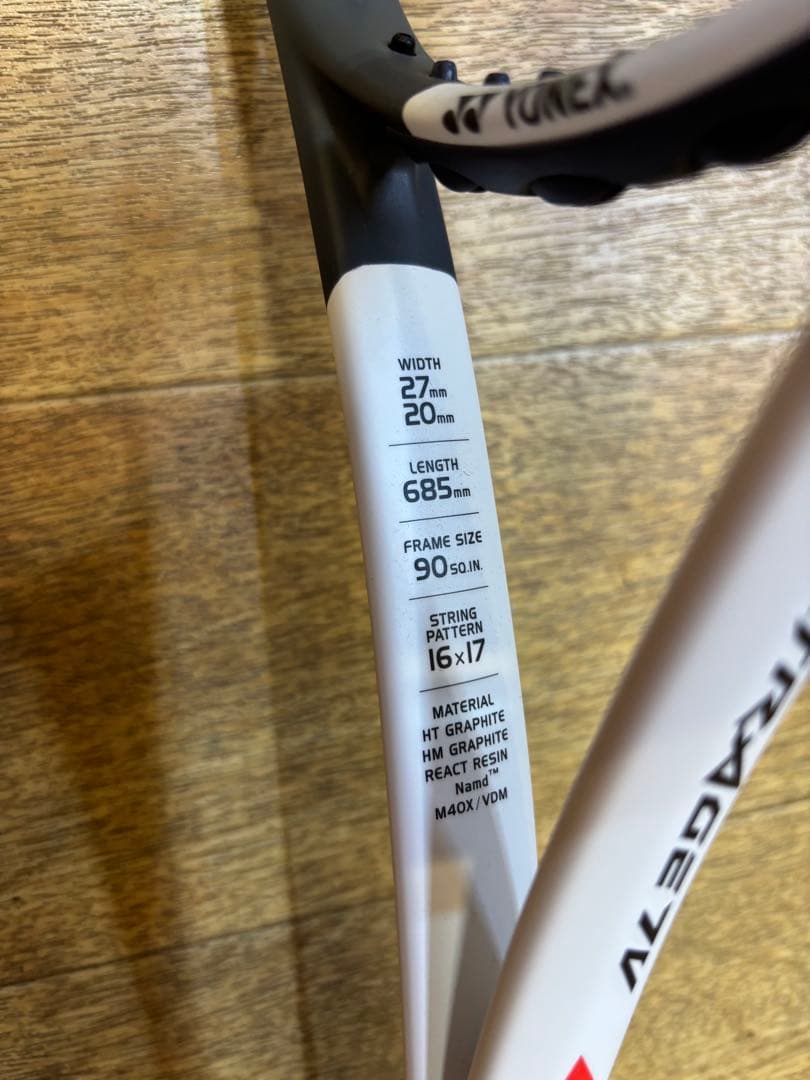 YONEX
WIDTH
27mm
20mm
LENGTH
685mm
FRAME SIZE
90SQ.IN.
STRING
PATTERN
16x17
MATERIAL
HT GRAPHITE
HM GRAPHITE
REACT RESIN
Namd™
M40X/VDM
TRAGE7V